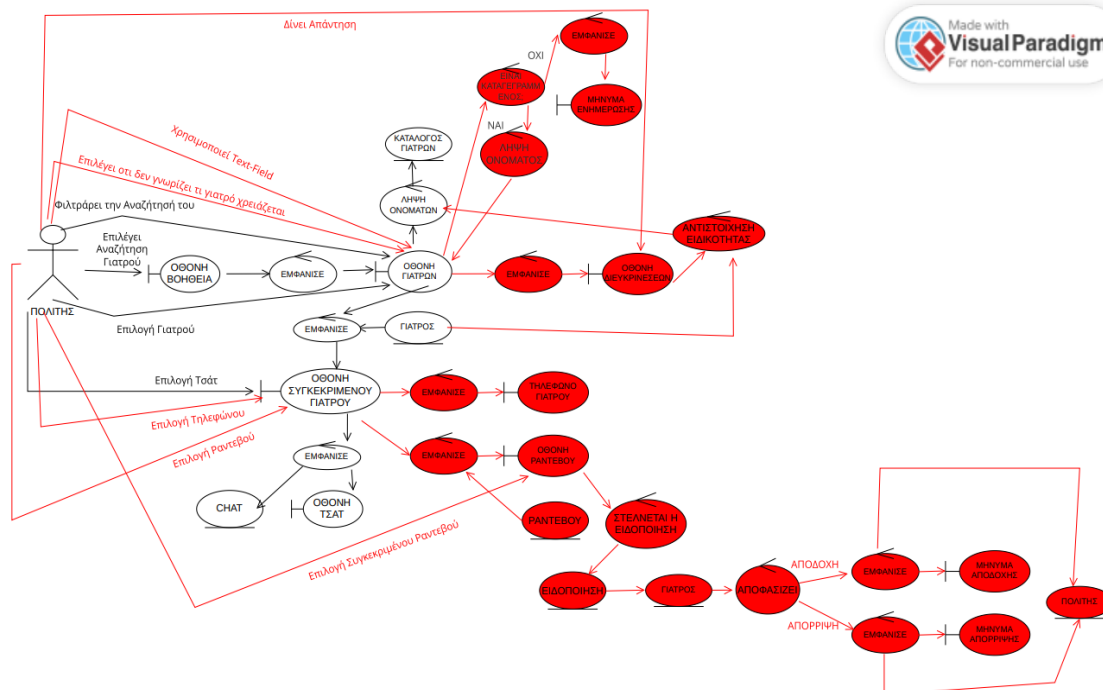 Δίνει Απάντηση
ΕΜΦΑΝΙΣΕ
Made with
VisualParadigm
For non-commercial use
ΟΧΙ
ΕΙΝΑΙ
ΚΑΤΑΓΕΓΡΑΜΜ
ΕΝΟΣ;
ΜΗΝΥΜΑ
ΕΝΗΜΕΡΩΣΗΣ
ΝΑΙ
ΛΗΨΗ
ΟΝΟΜΑΤΟΣ
ΚΑΤΑΛΟΓΟΣ
ΓΙΑΤΡΩΝ
Χρησιμοποιεί Text-Field
Επιλέγει οτι δεν γνωρίζει τι γιατρό χρειάζεται
Φιλτράρει την Αναζήτησή του
ΛΗΨΗ
ΟΝΟΜΑΤΩΝ
ΑΝΤΙΣΤΟΙΧΗΣΗ
ΕΙΔΙΚΟΤΗΤΑΣ
Επιλέγει
Αναζήτηση
Γιατρού
ΟΘΟΝΗ
ΒΟΗΘΕΙΑ
ΕΜΦΑΝΙΣΕ
ΟΘΟΝΗ
ΓΙΑΤΡΩΝ
ΕΜΦΑΝΙΣΕ
ΟΘΟΝΗ
ΔΙΕΥΚΡΙΝΕΣΕΩΝ
ΠΟΛΙΤΗΣ
Επιλογή Γιατρού
ΕΜΦΑΝΙΣΕ
ΓΙΑΤΡΟΣ
Επιλογή Τσάτ
ΟΘΟΝΗ
ΣΥΓΚΕΚΡΙΜΕΝΟΥ
ΓΙΑΤΡΟΥ
ΕΜΦΑΝΙΣΕ
ΤΗΛΕΦΩΝΟ
ΓΙΑΤΡΟΥ
Επιλογή Τηλεφώνου
Επιλογή Ραντεβού
ΕΜΦΑΝΙΣΕ
ΕΜΦΑΝΙΣΕ
ΟΘΟΝΗ
ΡΑΝΤΕΒΟΥ
CHAT
ΟΘΟΝΗ
ΤΣΑΤ
ΡΑΝΤΕΒΟΥ
ΣΤΕΛΝΕΤΑΙ Η
ΕΙΔΟΠΟΙΗΣΗ
Επιλογή Συγκεκριμένου Ραντεβού
ΕΙΔΟΠΟΙΗΣΗ
ΓΙΑΤΡΟΣ
ΑΠΟΦΑΣΙΖΕΙ
ΑΠΟΔΟΧΗ
ΕΜΦΑΝΙΣΕ
ΜΗΝΥΜΑ
ΑΠΟΔΟΧΗΣ
ΠΟΛΙΤΗΣ
ΑΠΟΡΡΙΨΗ
ΕΜΦΑΝΙΣΕ
ΜΗΝΥΜΑ
ΑΠΟΡΡΙΨΗΣ